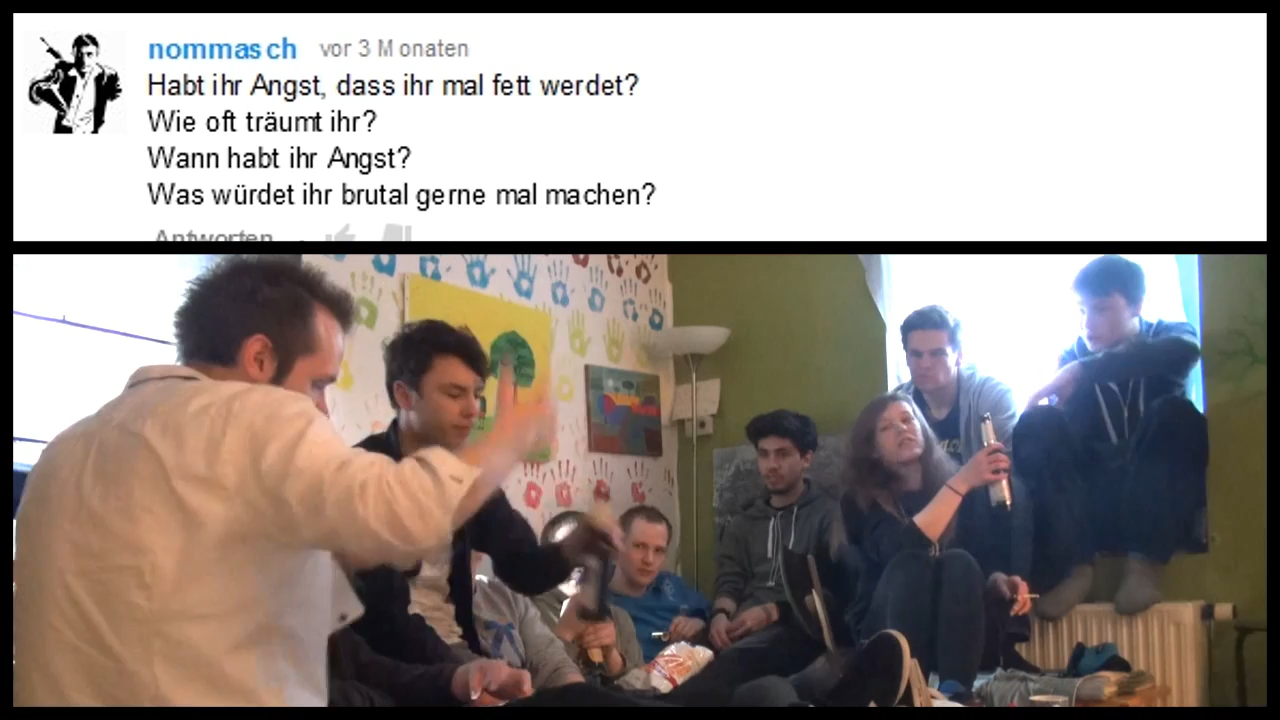 nommasch vor 3 Monaten
Habt ihr Angst, dass ihr mal fett werdet?
Wie oft träumt ihr?
Wann habt ihr Angst?
Was würdet ihr brutal gerne mal machen?
Antworten